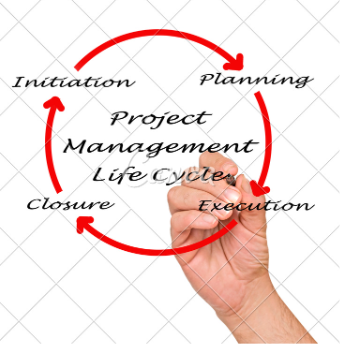 Initiation Planning
Project
Management
Life Cycle
Closure Execution